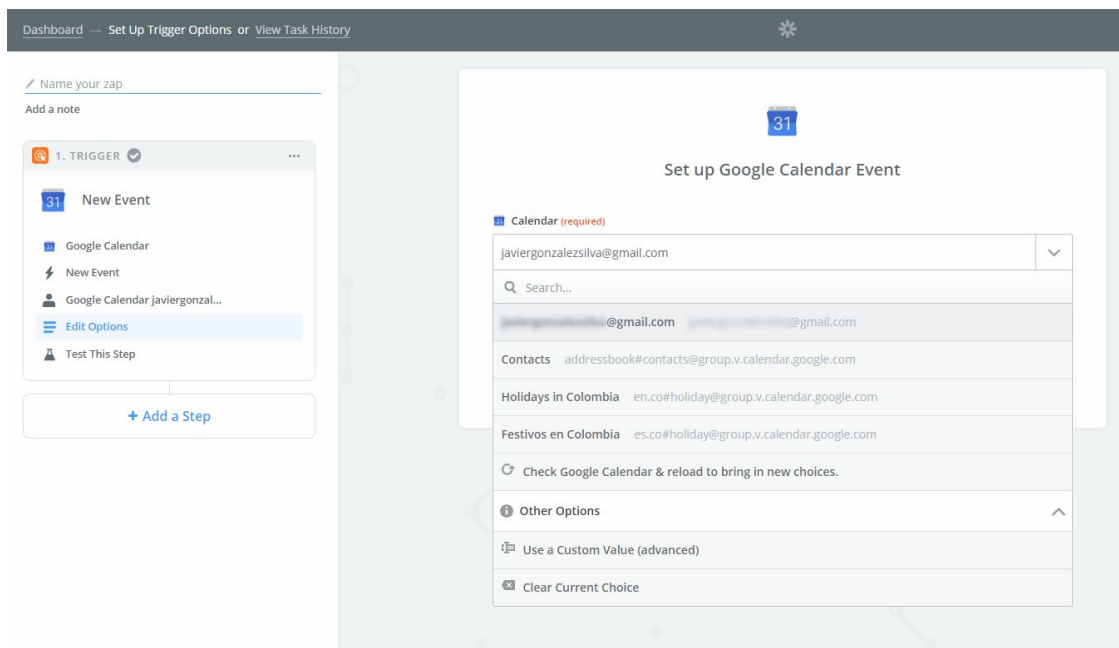 Dashboard → Set Up Trigger Options or View Task History
Name your zap
Add a note
1. TRIGGER
31 New Event
Google Calendar
New Event
Google Calendar javiergonzal...
Edit Options
Test This Step
+ Add a Step
31
Set up Google Calendar Event
Calendar (required)
javiergonzalezsilva@gmail.com
Search...
@gmail.com @gmail.com
Contacts addressbook#contacts@group.v.calendar.google.com
Holidays in Colombia en.co#holiday@group.v.calendar.google.com
Festivos en Colombia es.co#holiday@group.v.calendar.google.com
Check Google Calendar & reload to bring in new choices.
Other Options
Use a Custom Value (advanced)
Clear Current Choice